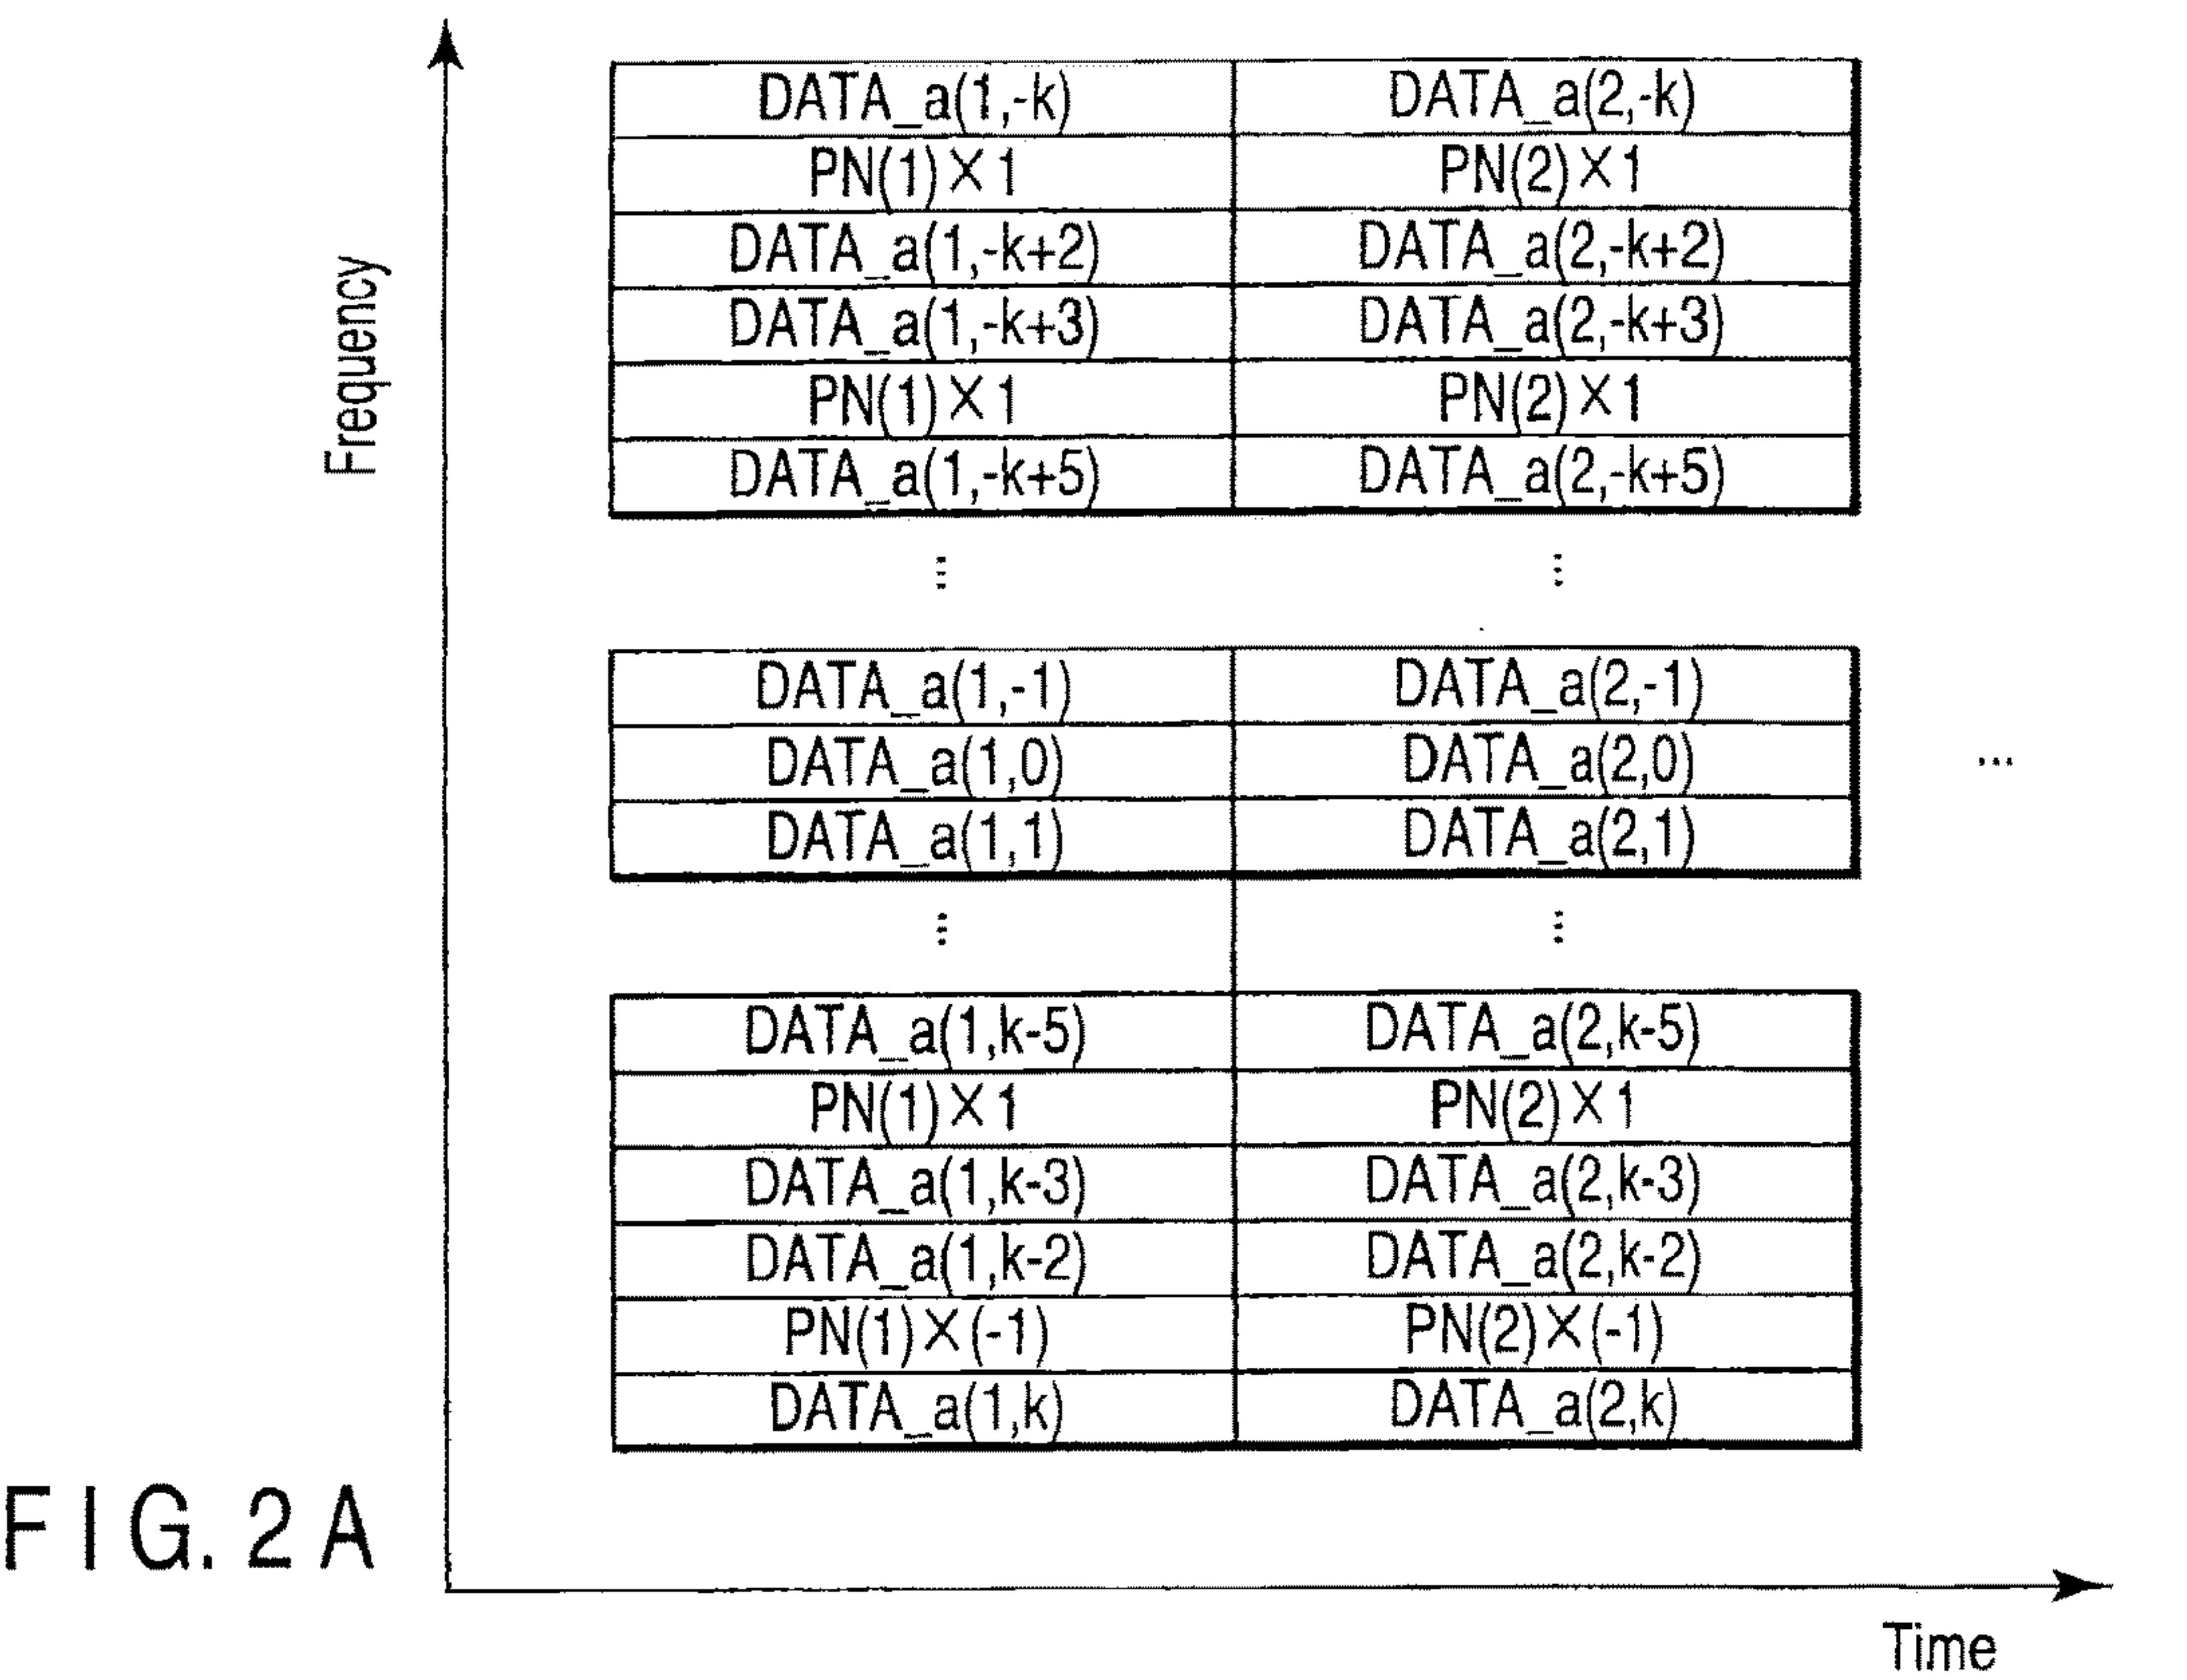 Frequency
DATA_a(1,-k) DATA_a(2,-k)
PN(1)×1 PN(2)×1
DATA_a(1,-k+2) DATA_a(2,-k+2)
DATA_a(1,-k+3) DATA_a(2,-k+3)
PN(1)×1 PN(2)×1
DATA_a(1,-k+5) DATA_a(2,-k+5)
... ...
DATA_a(1,-1) DATA_a(2,-1)
DATA_a(1,0) DATA_a(2,0) ...
DATA_a(1,1) DATA_a(2,1)
... ...
DATA_a(1,k-5) DATA_a(2,k-5)
PN(1)×1 PN(2)×1
DATA_a(1,k-3) DATA_a(2,k-3)
DATA_a(1,k-2) DATA_a(2,k-2)
PN(1)×(-1) PN(2)×(-1)
DATA_a(1,k) DATA_a(2,k)
FIG. 2A
Time